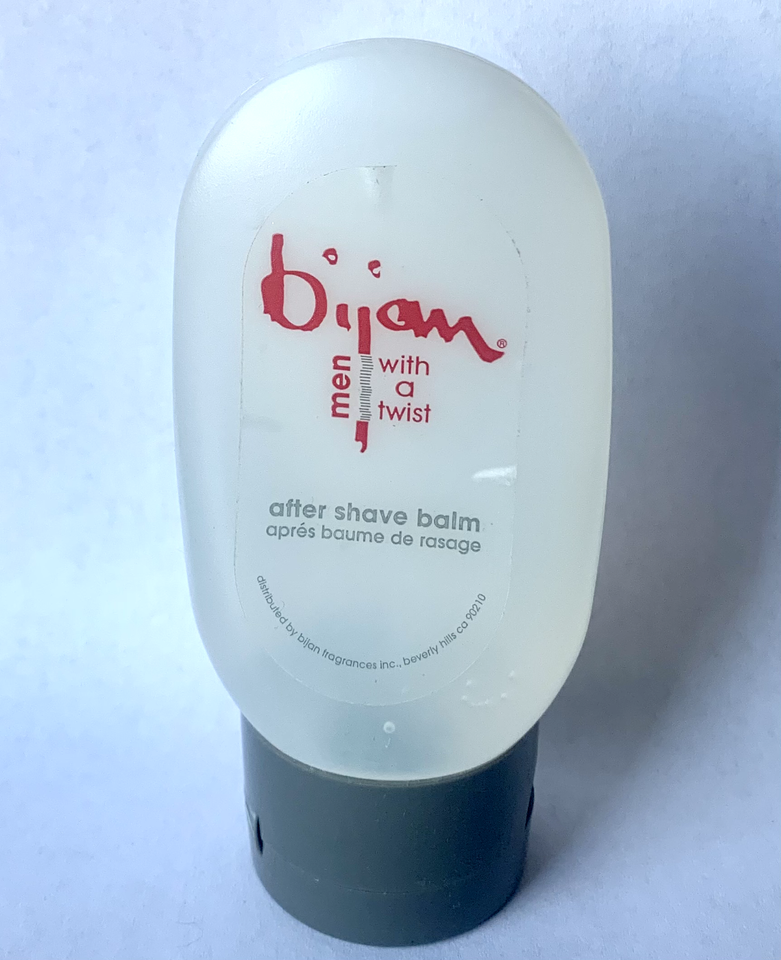 bijan®
men
with
a
twist
after shave balm
aprés baume de rasage
distributed by bijan fragrances inc., beverly hills ca 90210